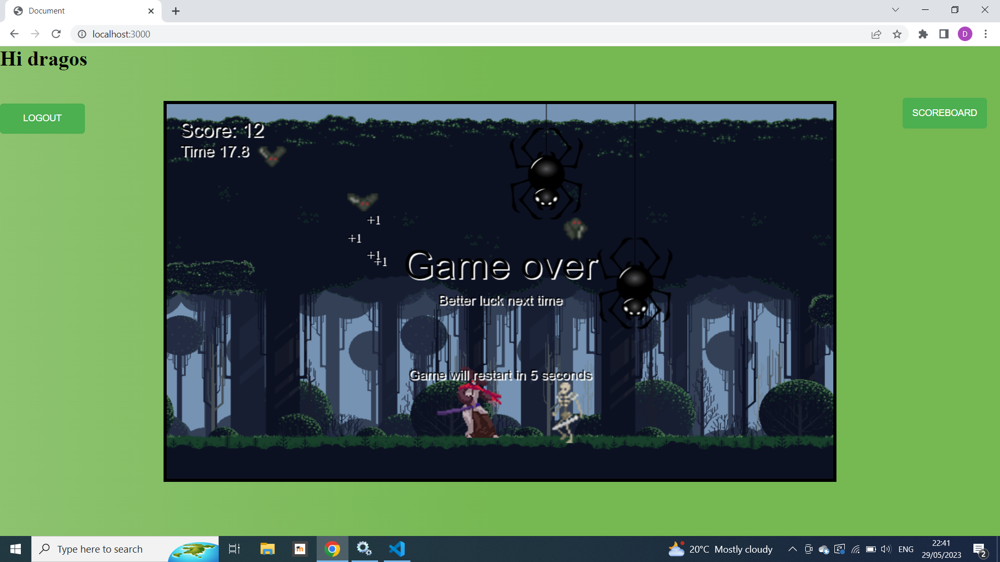 Document
localhost:3000
D
Hi dragos
LOGOUT
SCOREBOARD
Score: 12
Time 17.8
+1
+1
+1
+1
Game over
Better luck next time
Game will restart in 5 seconds
Type here to search
m
20°C Mostly cloudy
ENG
22:41
29/05/2023
2